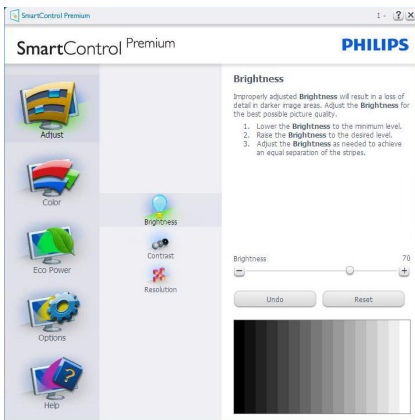 SmartControl Premium
1 - ? X
SmartControl Premium
PHILIPS
Adjust
Color
Eco Power
Options
Help
Brightness
Contrast
Resolution
Brightness
Improperly adjusted Brightness will result in a loss of
detail in darker image areas. Adjust the Brightness for
the best possible picture quality.
1. Lower the Brightness to the minimum level.
2. Raise the Brightness to the desired level.
3. Adjust the Brightness as needed to achieve
an equal separation of the stripes.
Brightness 70
Undo Reset